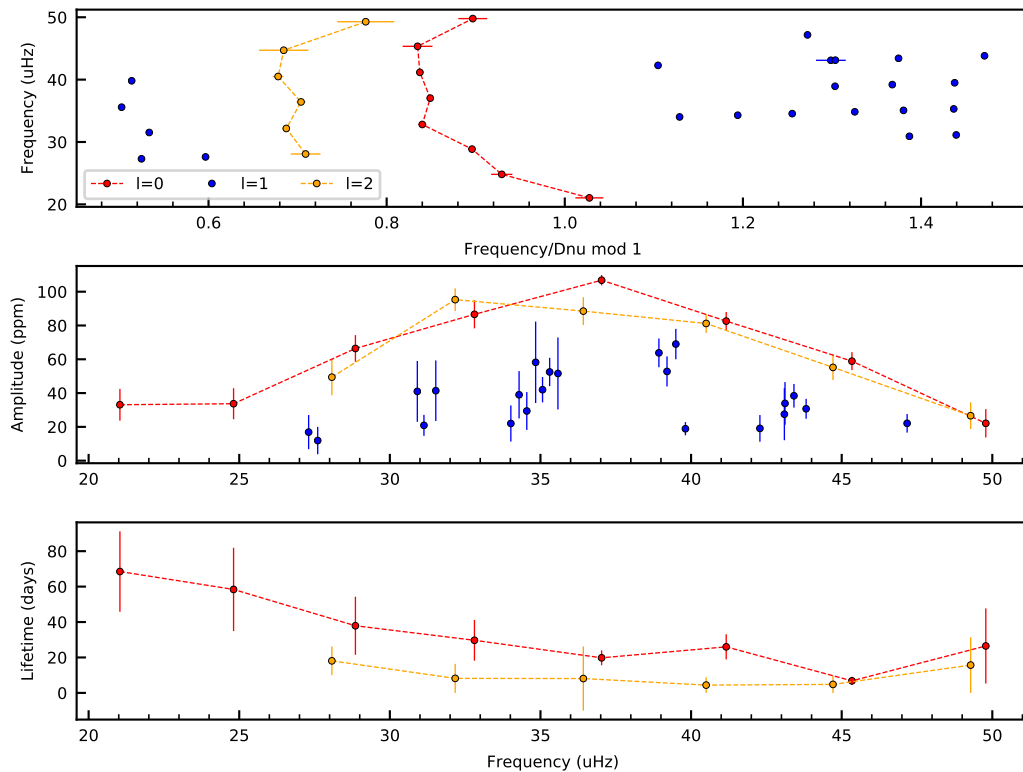 Frequency (uHz)
50
40
30
20
l=0 l=1 l=2
0.6 0.8 1.0 1.2 1.4
Frequency/Dnu mod 1
Amplitude (ppm)
100
80
60
40
20
0
20 25 30 35 40 45 50
Lifetime (days)
80
60
40
20
0
20 25 30 35 40 45 50
Frequency (uHz)